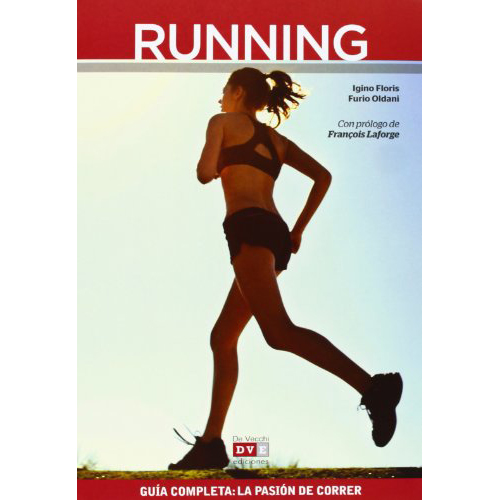 RUNNING
Igino Floris
Furio Oldani
Con prólogo de
François Laforge
De Vecchi
DVE
ediciones
GUÍA COMPLETA: LA PASIÓN DE CORRER